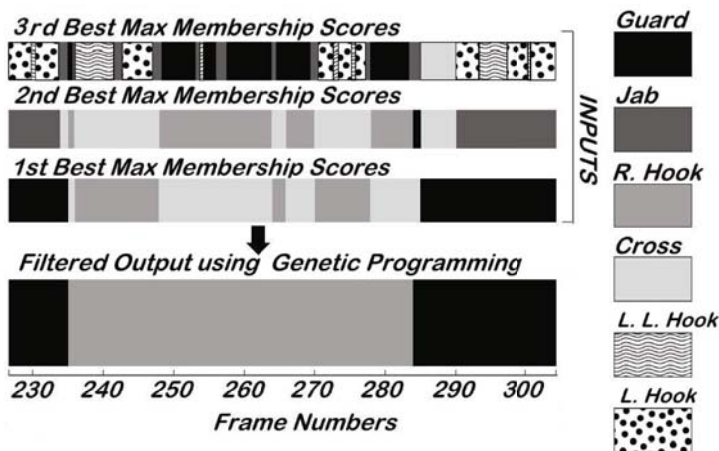 3rd Best Max Membership Scores
2nd Best Max Membership Scores
1st Best Max Membership Scores
INPUTS
Filtered Output using Genetic Programming
230 240 250 260 270 280 290 300
Frame Numbers
Guard
Jab
R. Hook
Cross
L. L. Hook
L. Hook